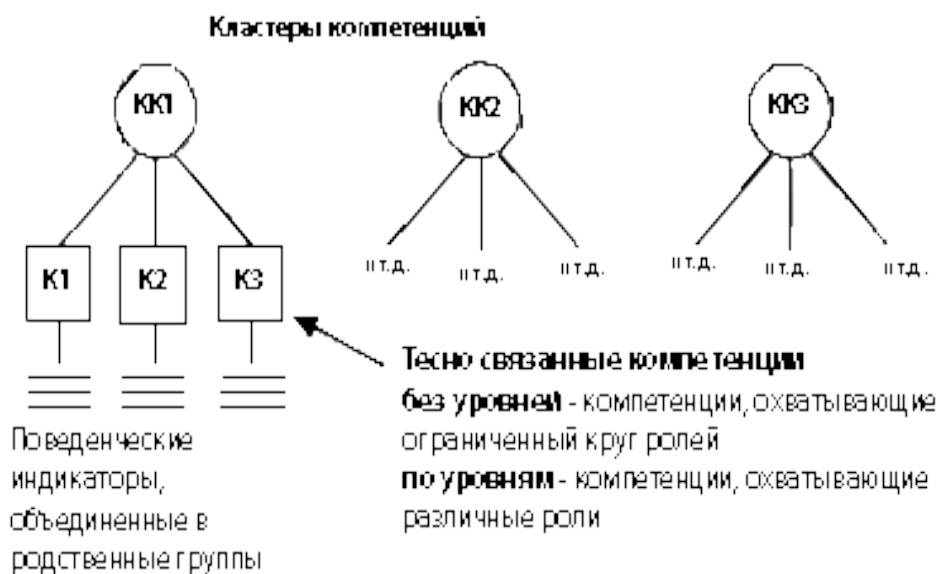 Кластеры компетенций
КК1
КК2
КК3
К1
К2
К3
и т.д.
и т.д.
и т.д.
и т.д.
и т.д.
и т.д.
Тесно связанные компетенции
без уровней - компетенции, охватывающие
ограниченный круг ролей
по уровням - компетенции, охватывающие
различные роли
Поведенческие
индикаторы,
объединенные в
родственные группы